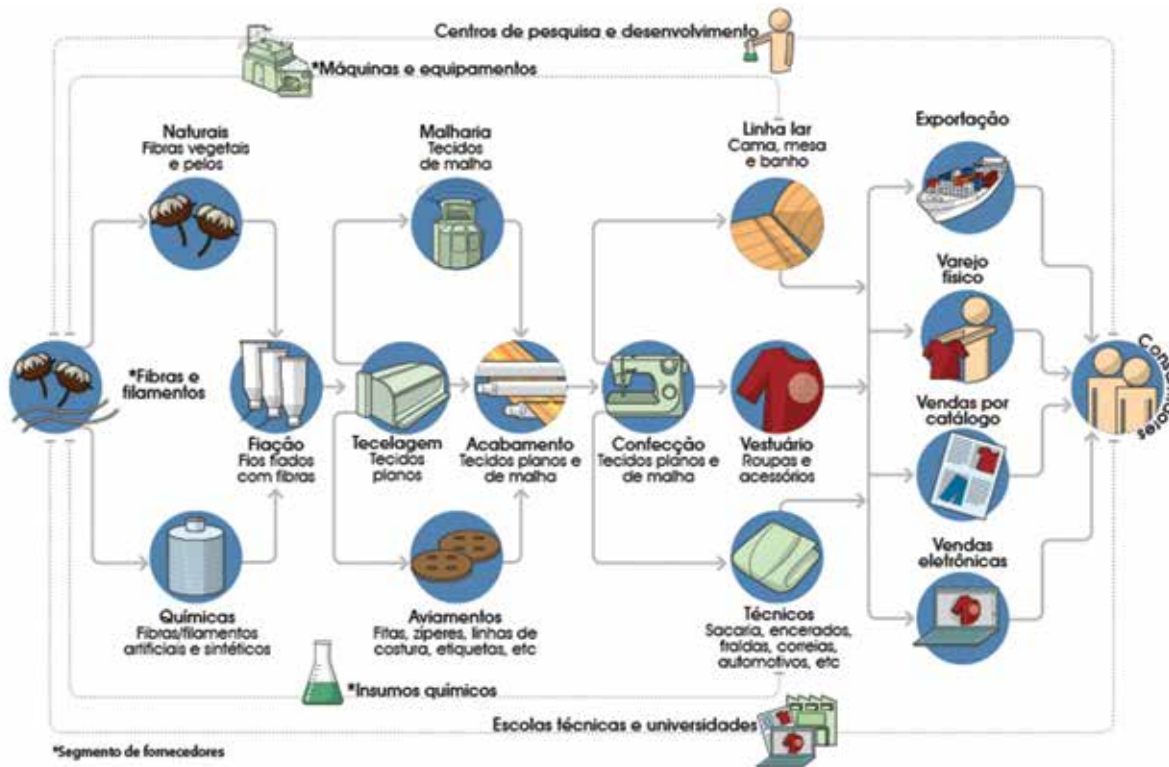 Centros de pesquisa e desenvolvimento
*Máquinas e equipamentos
Naturais
Fibras vegetais
e pelos
Malharia
Tecidos
de malha
Linha lar
Cama, mesa
e banho
Exportação
Varejo
físico
*Fibras e
filamentos
Fiação
Fios fiados
com fibras
Tecelagem
Tecidos
planos
Acabamento
Tecidos planos e
de malha
Confecção
Tecidos planos e
de malha
Vestuário
Roupas e
acessórios
Vendas por
catálogo
Consumidores
Químicas
Fibras/filamentos
artificiais e sintéticos
Aviamentos
Fitas, zíperes, linhas de
costura, etiquetas, etc
Técnicos
Sacaria, encerados,
fraldas, correias,
automotivos, etc
Vendas
eletrônicas
*Insumos químicos
Escolas técnicas e universidades
*Segmento de fornecedores